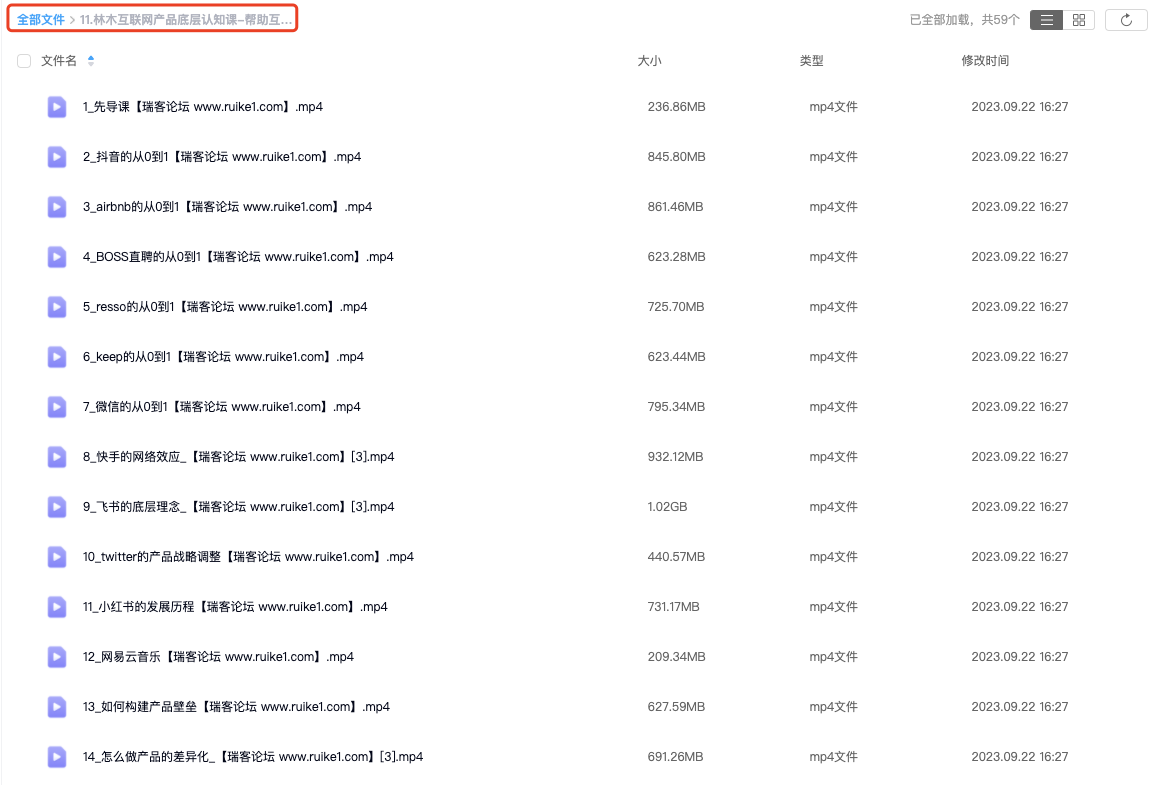 全部文件 > 11.林木互联网产品底层认知课-帮助互... 已全部加载，共59个
文件名 大小 类型 修改时间
1_先导课【瑞客论坛 www.ruike1.com】.mp4 236.86MB mp4文件 2023.09.22 16:27
2_抖音的从0到1【瑞客论坛 www.ruike1.com】.mp4 845.80MB mp4文件 2023.09.22 16:27
3_airbnb的从0到1【瑞客论坛 www.ruike1.com】.mp4 861.46MB mp4文件 2023.09.22 16:27
4_BOSS直聘的从0到1【瑞客论坛 www.ruike1.com】.mp4 623.28MB mp4文件 2023.09.22 16:27
5_resso的从0到1【瑞客论坛 www.ruike1.com】.mp4 725.70MB mp4文件 2023.09.22 16:27
6_keep的从0到1【瑞客论坛 www.ruike1.com】.mp4 623.44MB mp4文件 2023.09.22 16:27
7_微信的从0到1【瑞客论坛 www.ruike1.com】.mp4 795.34MB mp4文件 2023.09.22 16:27
8_快手的网络效应_【瑞客论坛 www.ruike1.com】[3].mp4 932.12MB mp4文件 2023.09.22 16:27
9_飞书的底层理念_【瑞客论坛 www.ruike1.com】[3].mp4 1.02GB mp4文件 2023.09.22 16:27
10_twitter的产品战略调整【瑞客论坛 www.ruike1.com】.mp4 440.57MB mp4文件 2023.09.22 16:27
11_小红书的发展历程【瑞客论坛 www.ruike1.com】.mp4 731.17MB mp4文件 2023.09.22 16:27
12_网易云音乐【瑞客论坛 www.ruike1.com】.mp4 209.34MB mp4文件 2023.09.22 16:27
13_如何构建产品壁垒【瑞客论坛 www.ruike1.com】.mp4 627.59MB mp4文件 2023.09.22 16:27
14_怎么做产品的差异化_【瑞客论坛 www.ruike1.com】[3].mp4 691.26MB mp4文件 2023.09.22 16:27